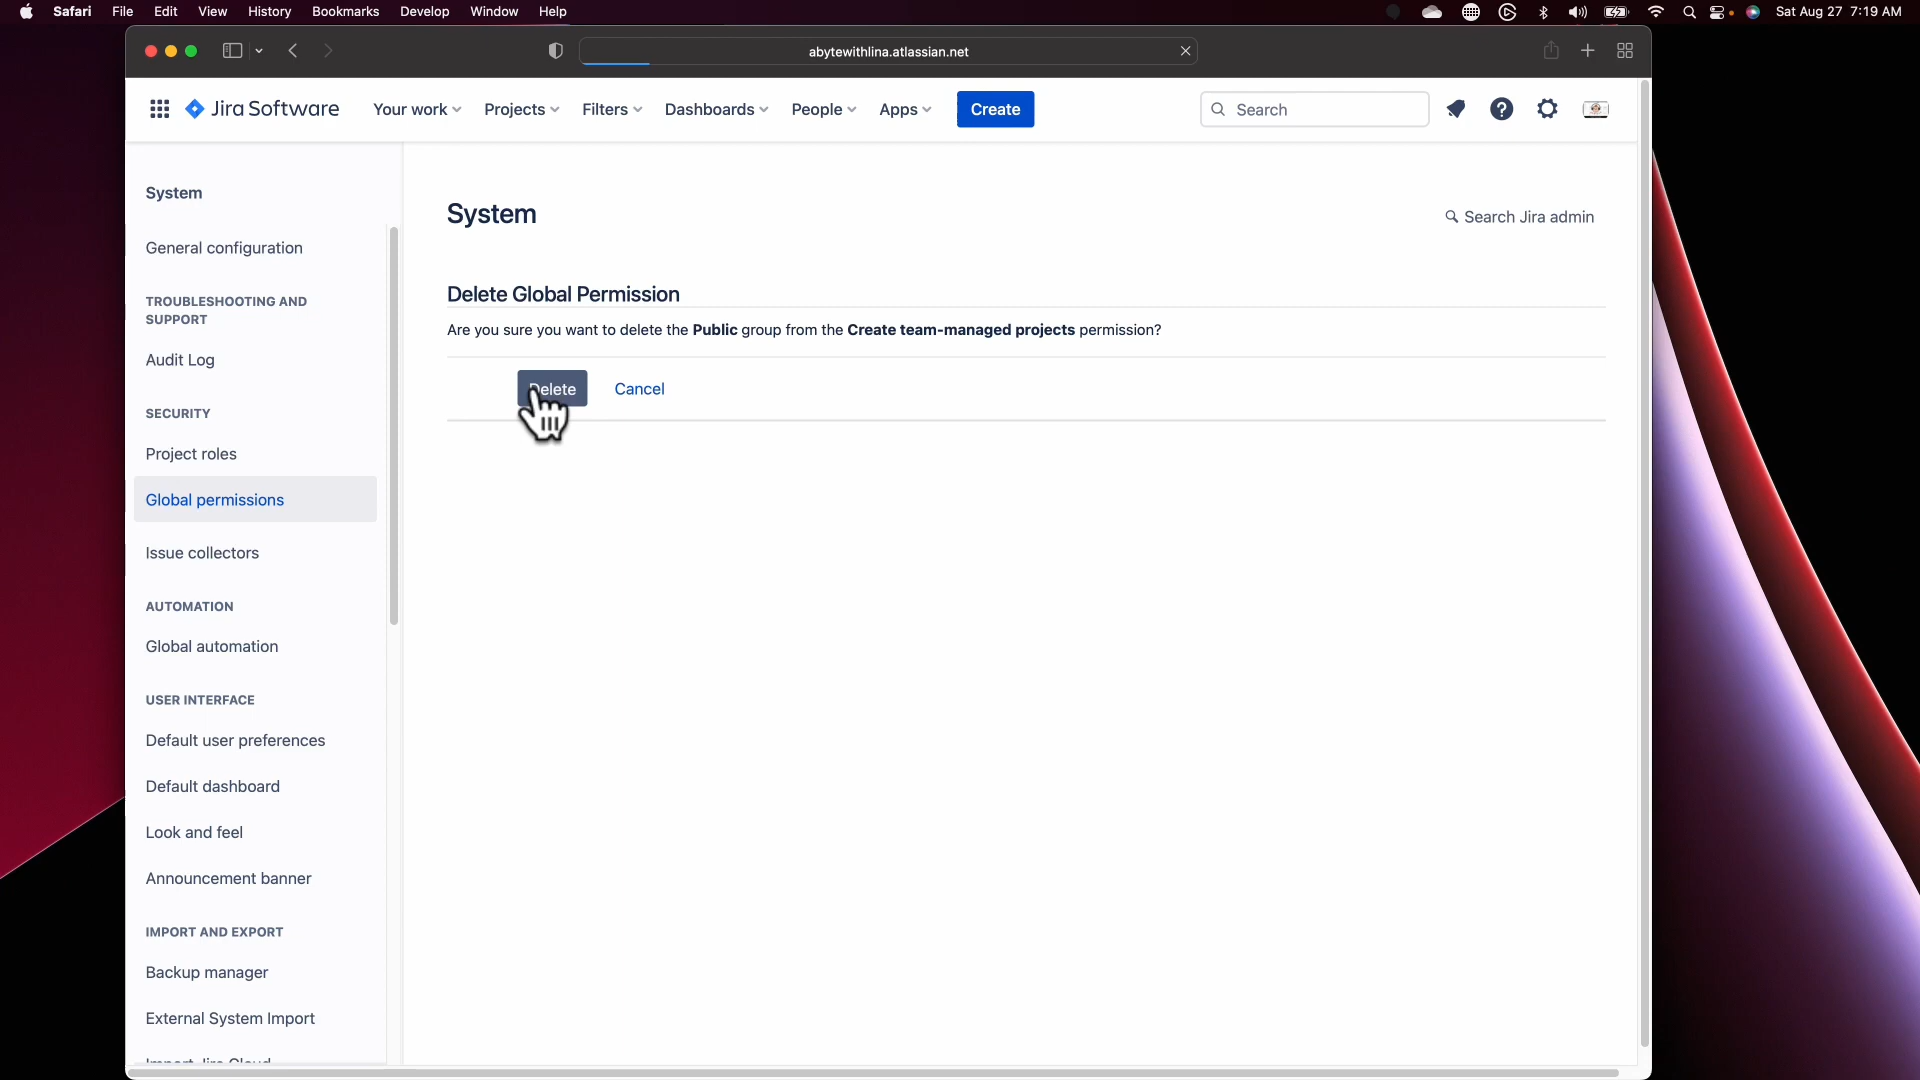 Safari File Edit View History Bookmarks Develop Window Help Sat Aug 27 7:19 AM
abytewithlina.atlassian.net
Jira Software Your work Projects Filters Dashboards People Apps Create Search
System
General configuration
TROUBLESHOOTING AND
SUPPORT
Audit Log
SECURITY
Project roles
Global permissions
Issue collectors
AUTOMATION
Global automation
USER INTERFACE
Default user preferences
Default dashboard
Look and feel
Announcement banner
IMPORT AND EXPORT
Backup manager
External System Import
System
Search Jira admin
Delete Global Permission
Are you sure you want to delete the Public group from the Create team-managed projects permission?
Delete Cancel